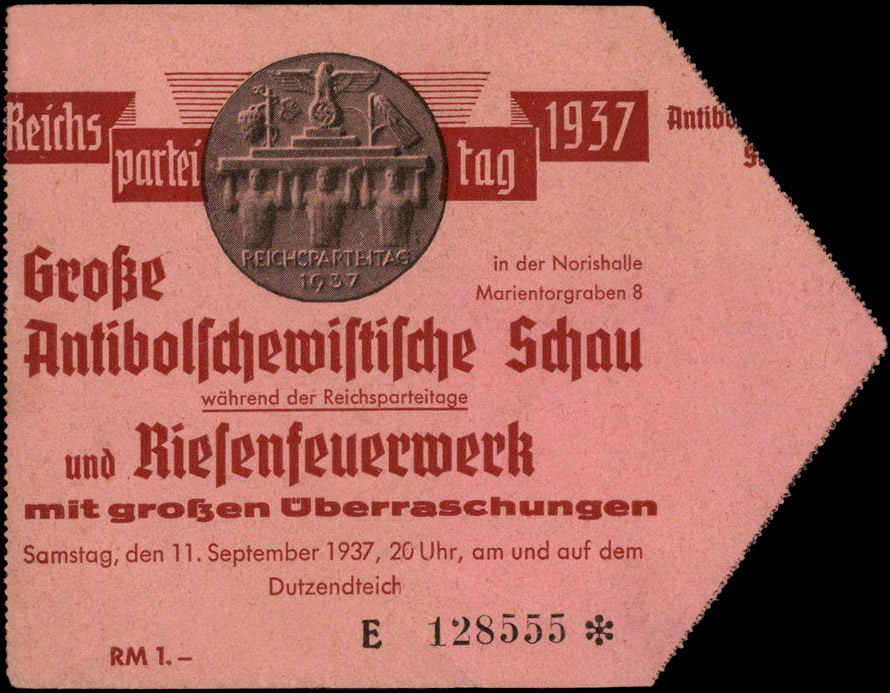 Reichs
partei
tag
1937
REICHSPARTEITAG
1937
Große
in der Norishalle
Marientorgraben 8
Antibolschewistische Schau
während der Reichsparteitage
und Riesenfeuerwerk
mit großen Überraschungen
Samstag, den 11. September 1937, 20 Uhr, am und auf dem
Dutzendteich
E 128555 *
RM 1.–